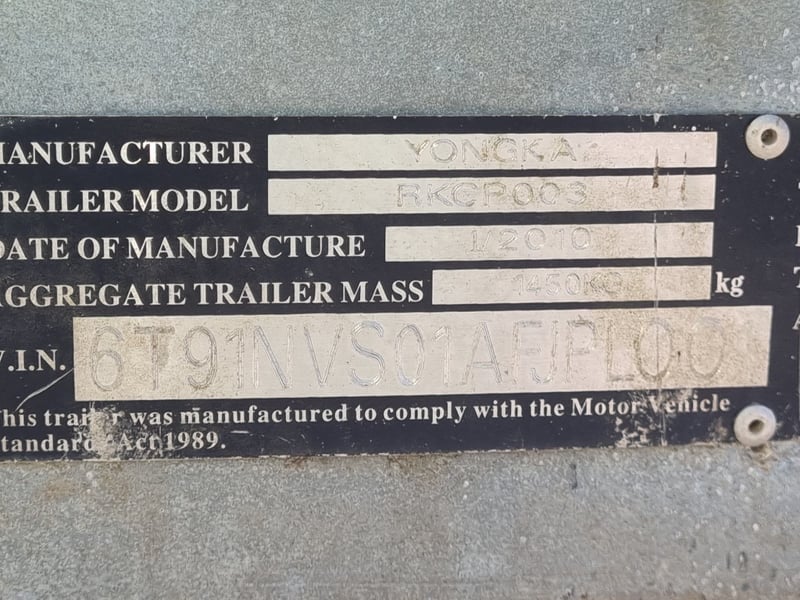 MANUFACTURER YONGKAI
TRAILER MODEL RKCP003
DATE OF MANUFACTURE 1/2010
AGGREGATE TRAILER MASS 1450KG kg
V.I.N. 6T91NVS01AFJPL00
This trailer was manufactured to comply with the Motor Vehicle
Standards Act 1989.